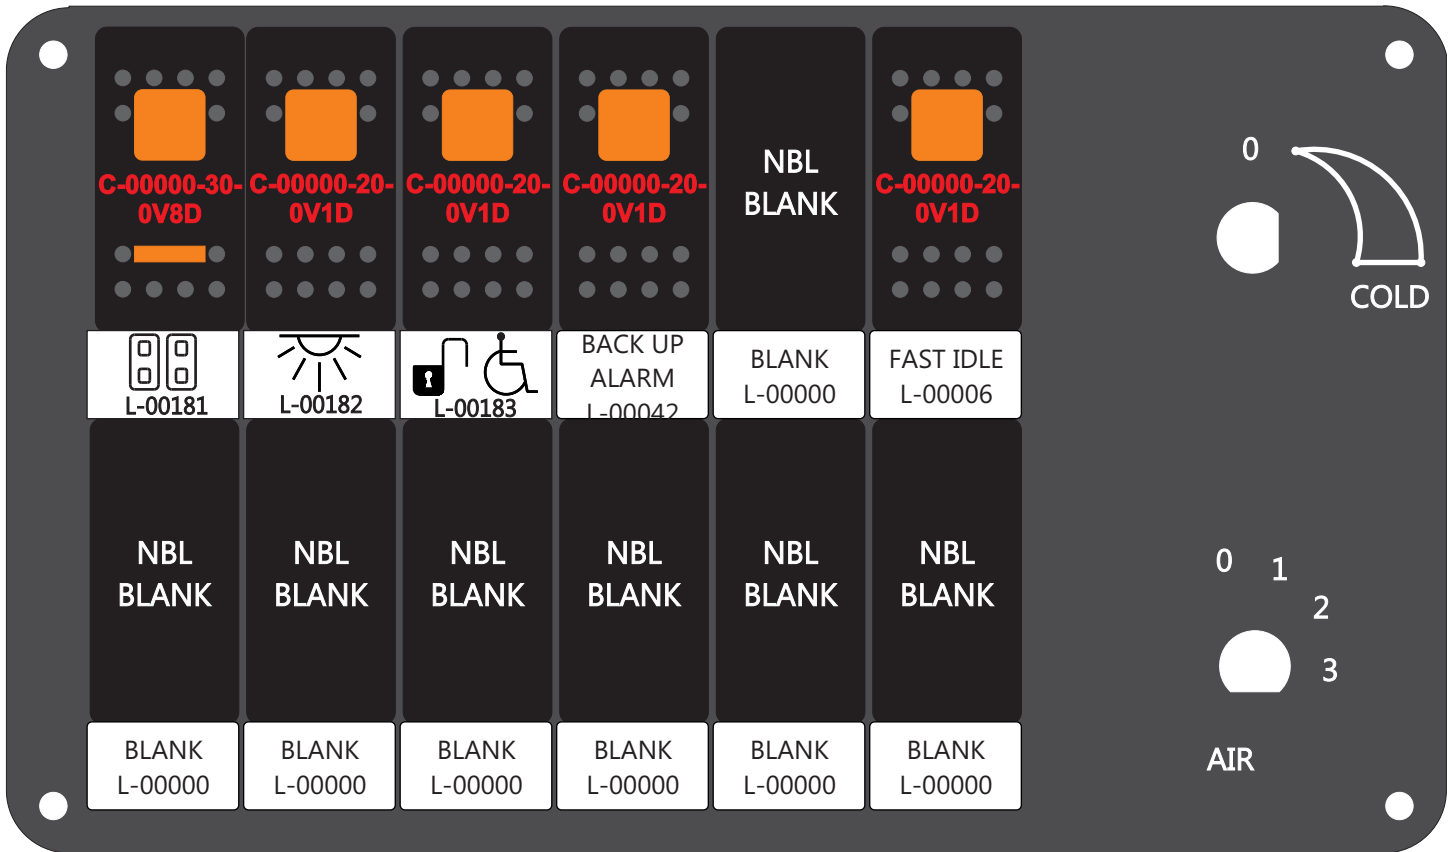 C-00000-30-
0V8D
C-00000-20-
0V1D
C-00000-20-
0V1D
C-00000-20-
0V1D
NBL
BLANK
C-00000-20-
0V1D
0
COLD
L-00181
L-00182
L-00183
BACK UP
ALARM
L-00042
BLANK
L-00000
FAST IDLE
L-00006
NBL
BLANK
NBL
BLANK
NBL
BLANK
NBL
BLANK
NBL
BLANK
NBL
BLANK
0
1
2
3
BLANK
L-00000
BLANK
L-00000
BLANK
L-00000
BLANK
L-00000
BLANK
L-00000
BLANK
L-00000
AIR